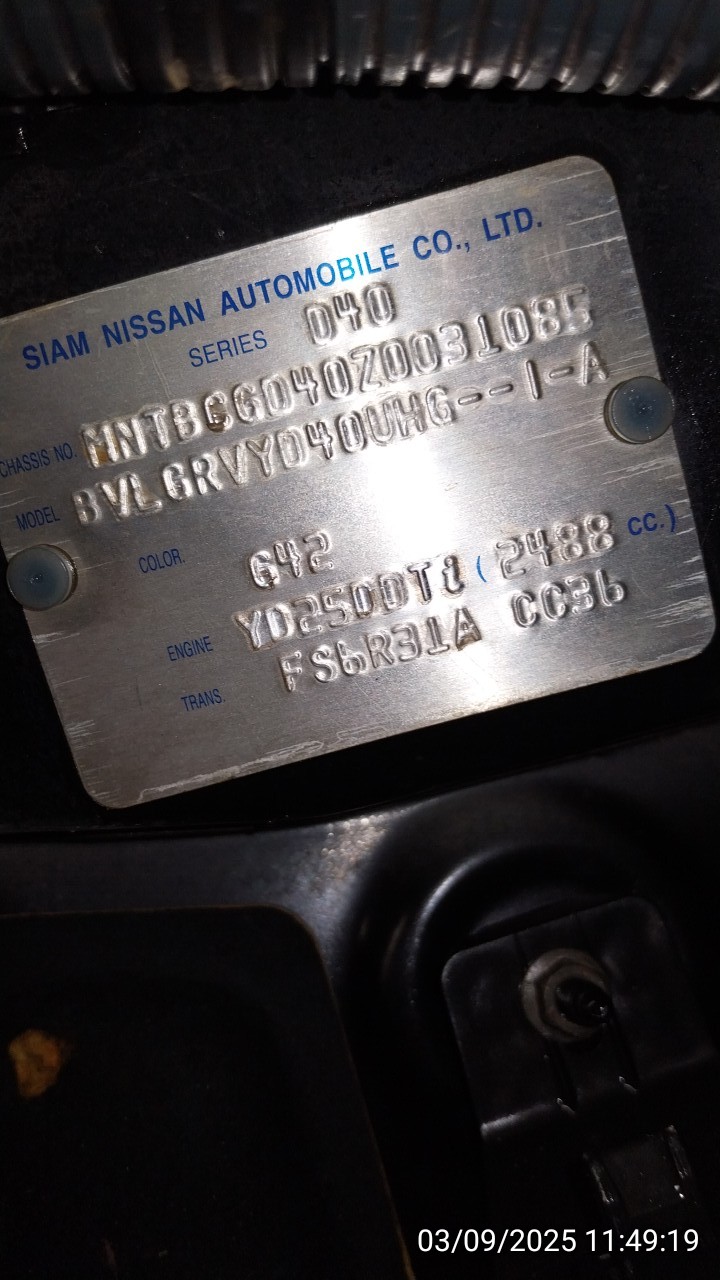 SIAM NISSAN AUTOMOBILE CO., LTD.
SERIES D40
CHASSIS NO. MNTBCGD40Z0031085
MODEL BVLGRVYD40UHG--I-A
COLOR. G42
ENGINE YD25DDTi (2488 CC.)
TRANS. FS6R31A CC36
03/09/2025 11:49:19